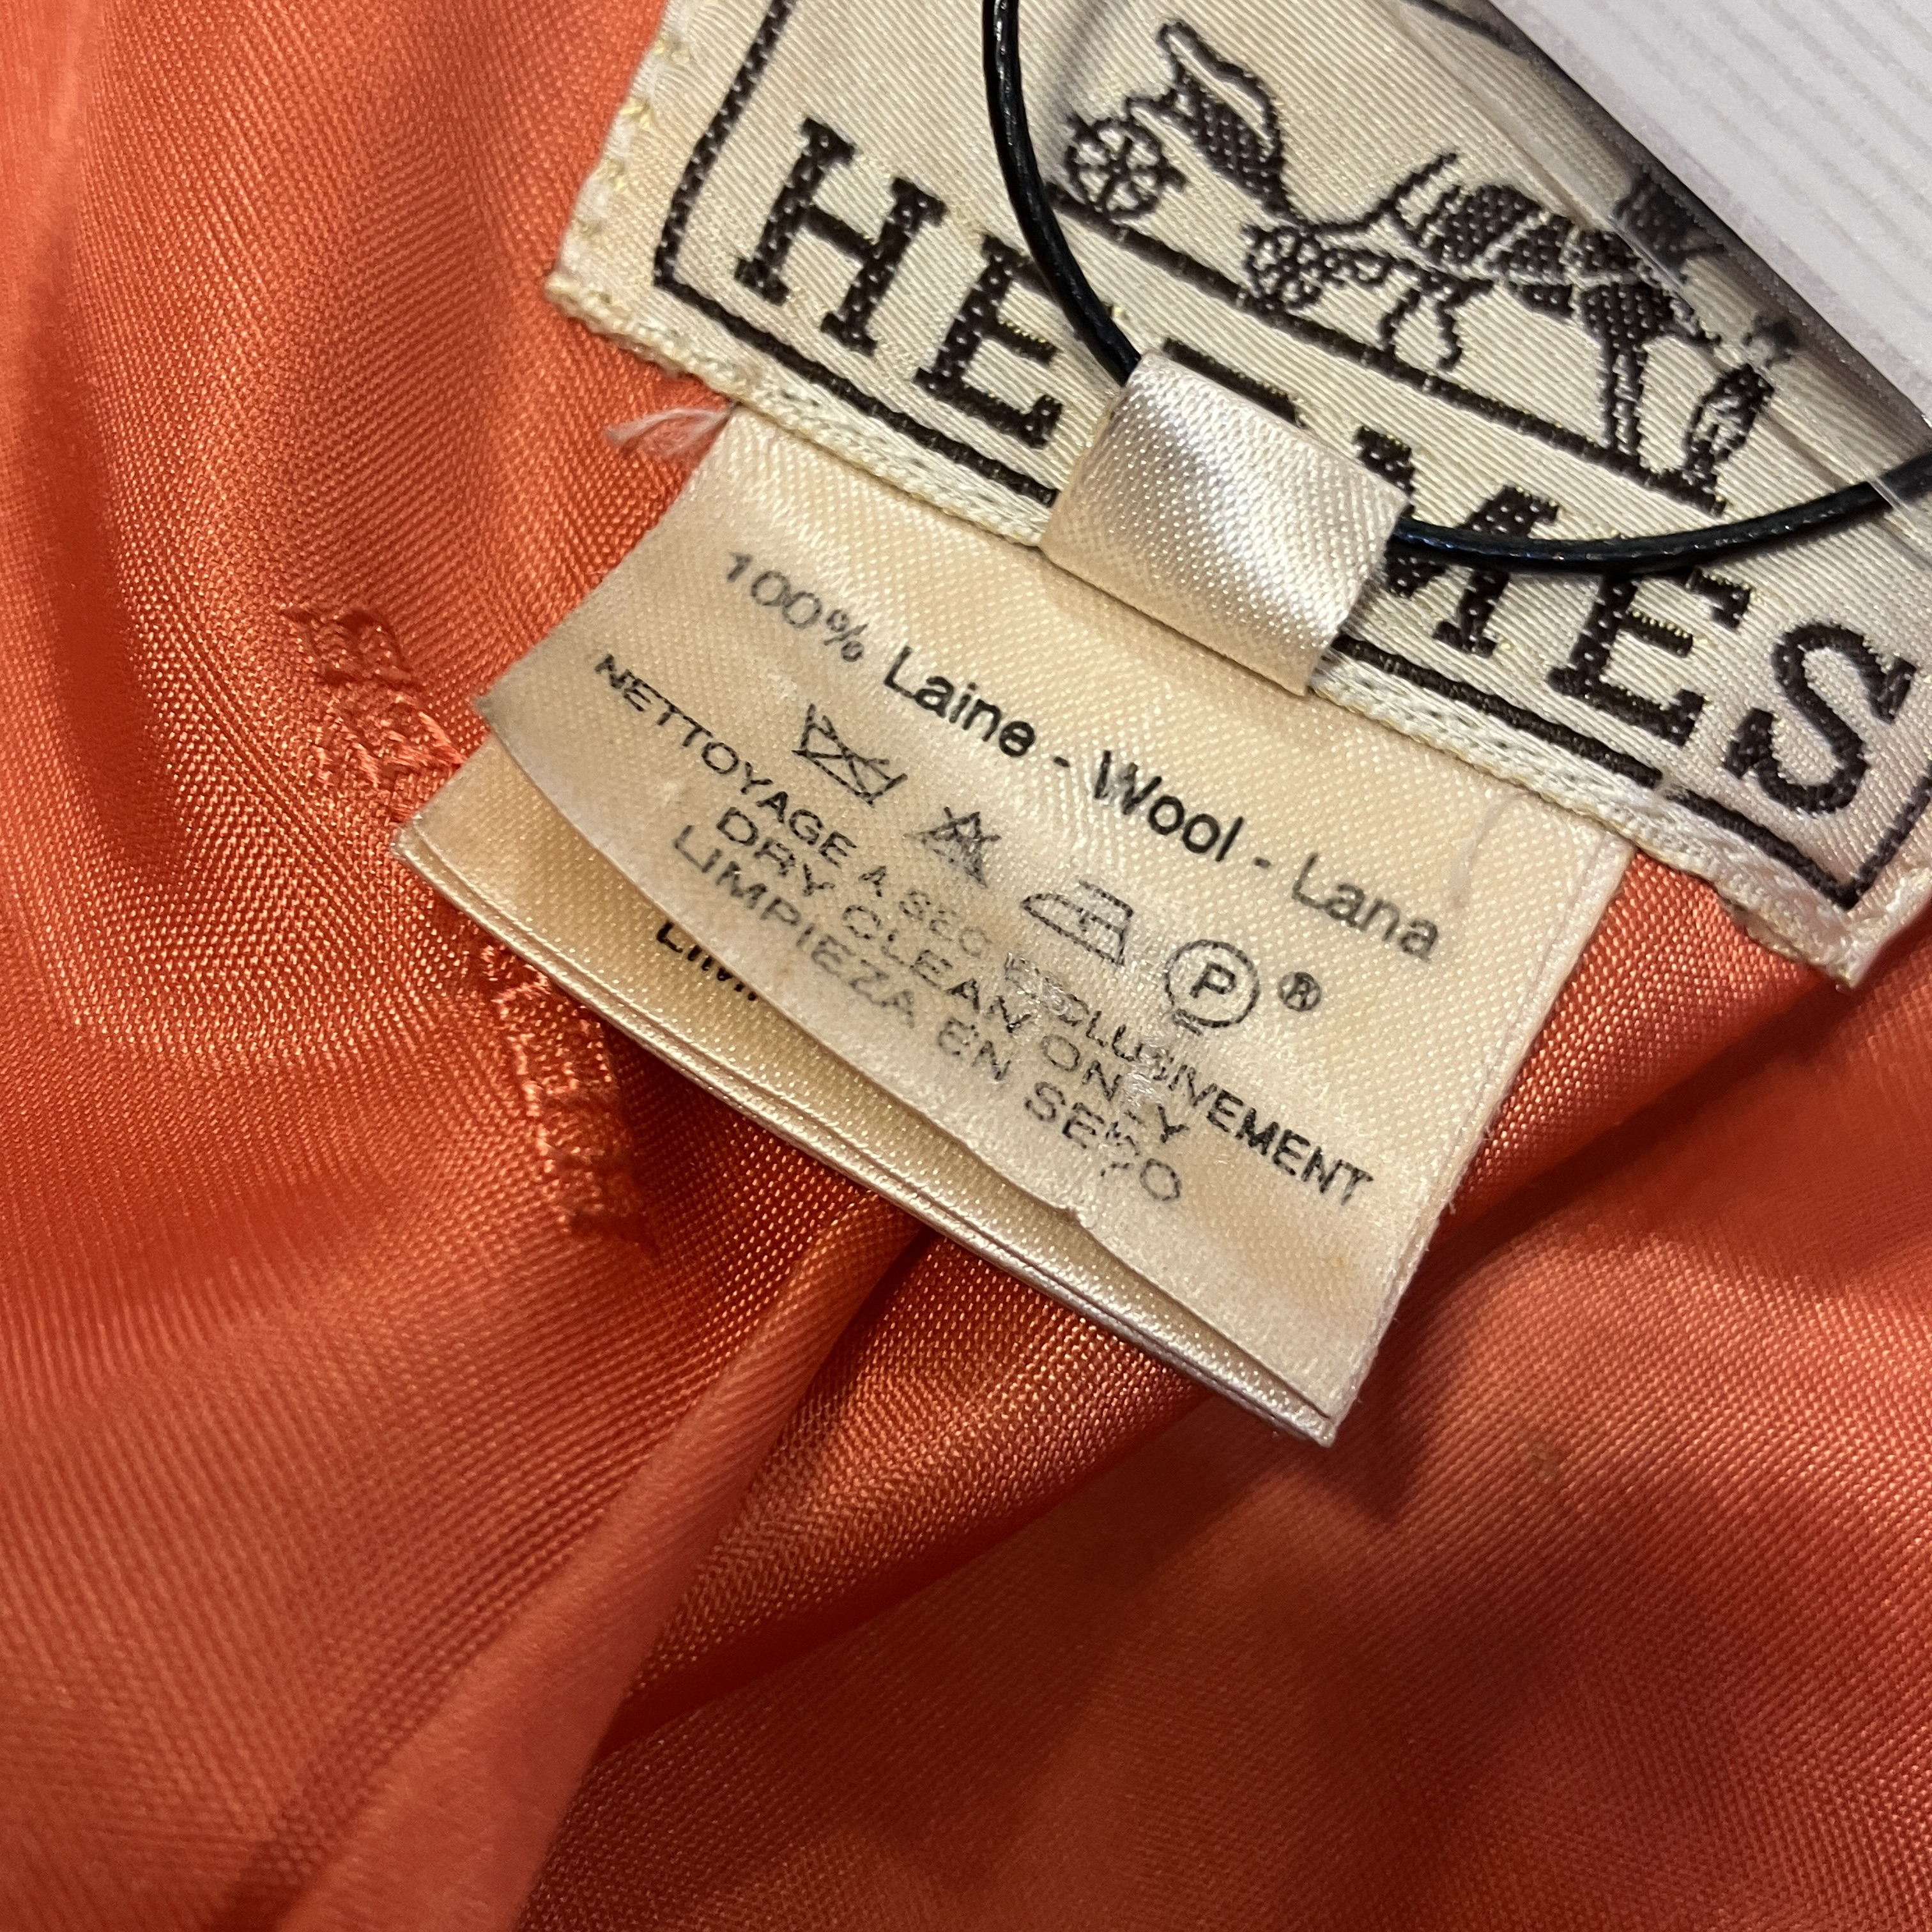 HERMES
100% Laine - Wool - Lana
P ®
NETTOYAGE A SEC EXCLUSIVEMENT
DRY CLEAN ONLY
LIMPIEZA EN SECO